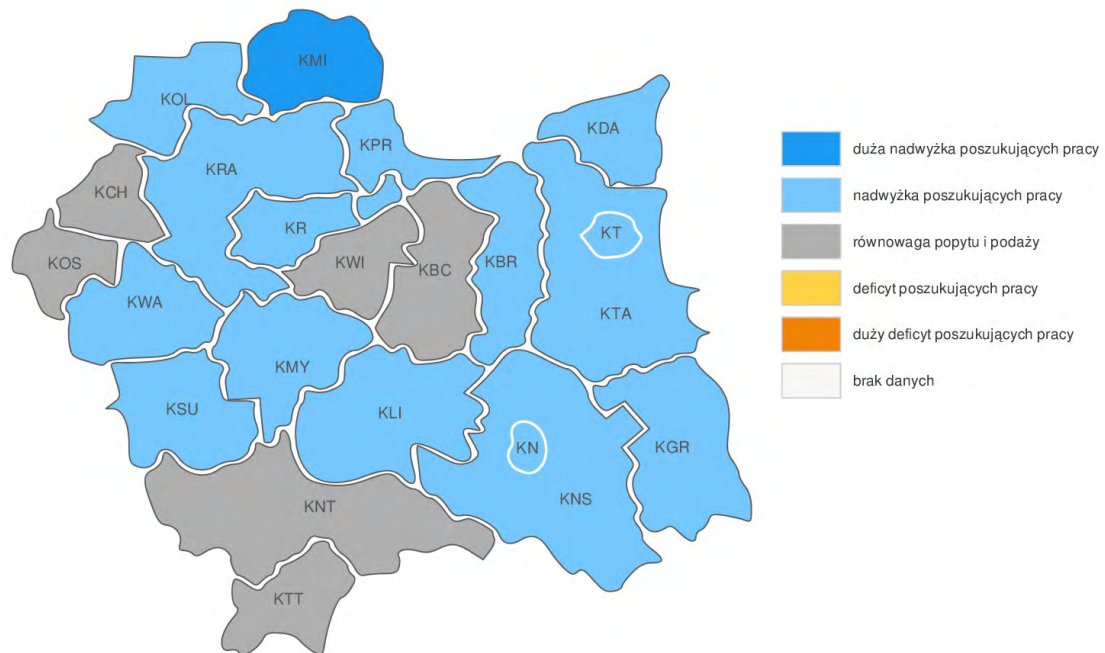 KMI
KOL
KPR
KDA
KRA
KCH
KR
KT
KOS
KWI
KBC
KBR
KWA
KTA
KMY
KSU
KLI
KN
KGR
KNS
KNT
KTT
duża nadwyżka poszukujących pracy
nadwyżka poszukujących pracy
równowaga popytu i podaży
deficyt poszukujących pracy
duży deficyt poszukujących pracy
brak danych